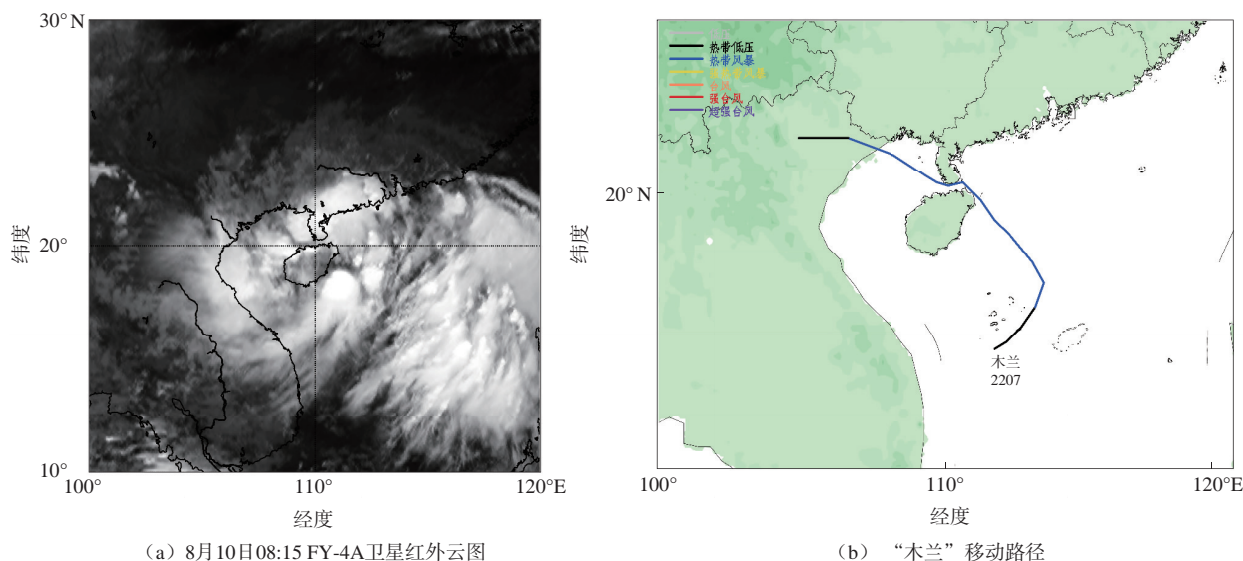 30° N
20°
10°
100°
110°
120°E
纬度
经度
(a) 8月10日08:15 FY-4A卫星红外云图
热带低压
热带风暴
强热带风暴
台风
强台风
超强台风
20° N
纬度
木兰
2207
100°
110°
120°E
经度
(b) “木兰”移动路径